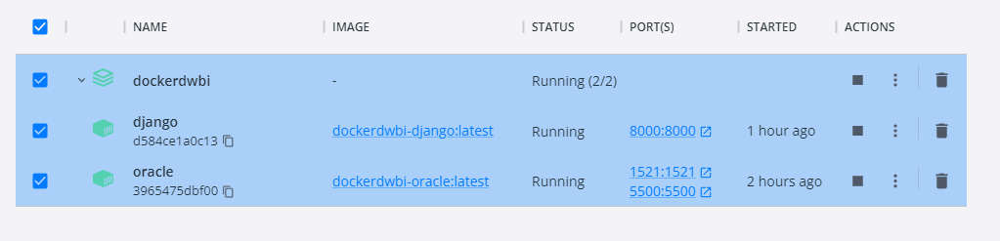 NAME IMAGE STATUS PORT(S) STARTED ACTIONS
dockerdwbi - Running (2/2)
django
d584ce1a0c13
dockerdwbi-django:latest Running 8000:8000 1 hour ago
oracle
3965475dbf00
dockerdwbi-oracle:latest Running
1521:1521
5500:5500
2 hours ago